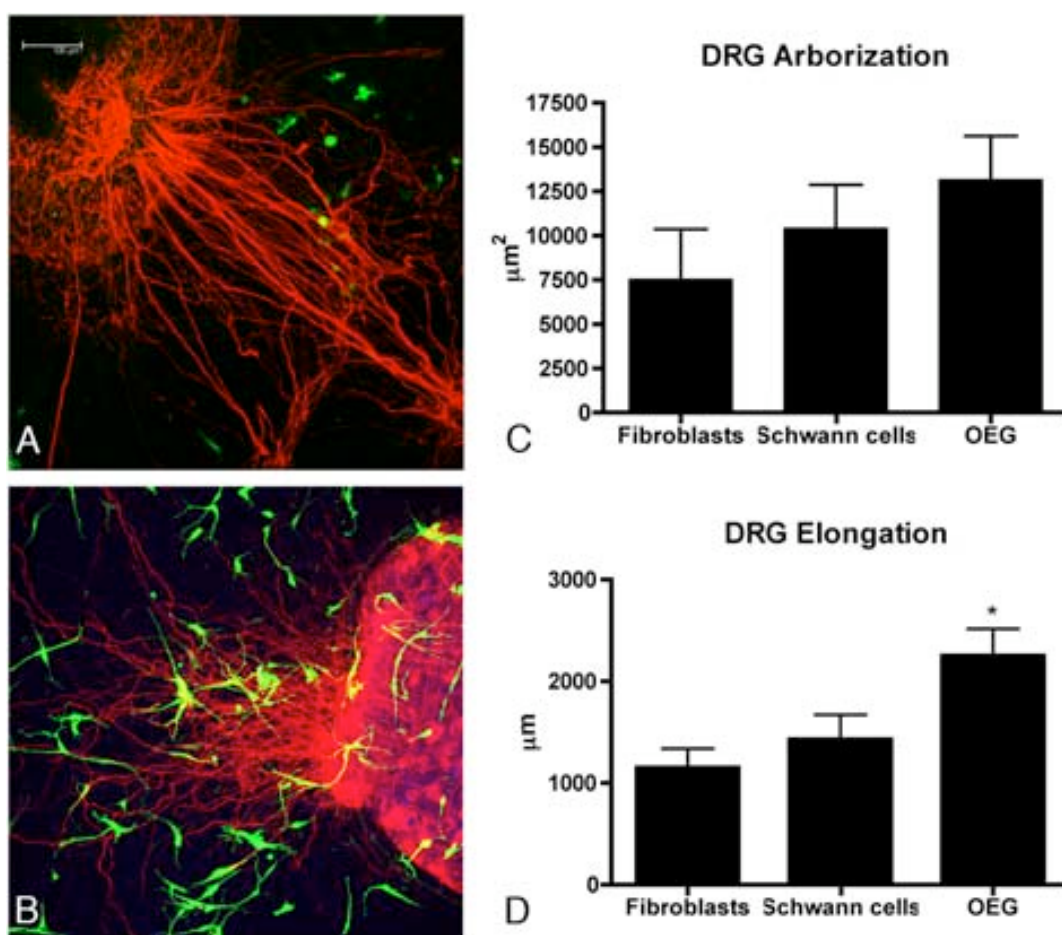 A
B
DRG Arborization
17500
15000
12500
10000
7500
5000
2500
0
μm²
Fibroblasts Schwann cells OEG
C
DRG Elongation
3000
2000
1000
0
μm
*
Fibroblasts Schwann cells OEG
D